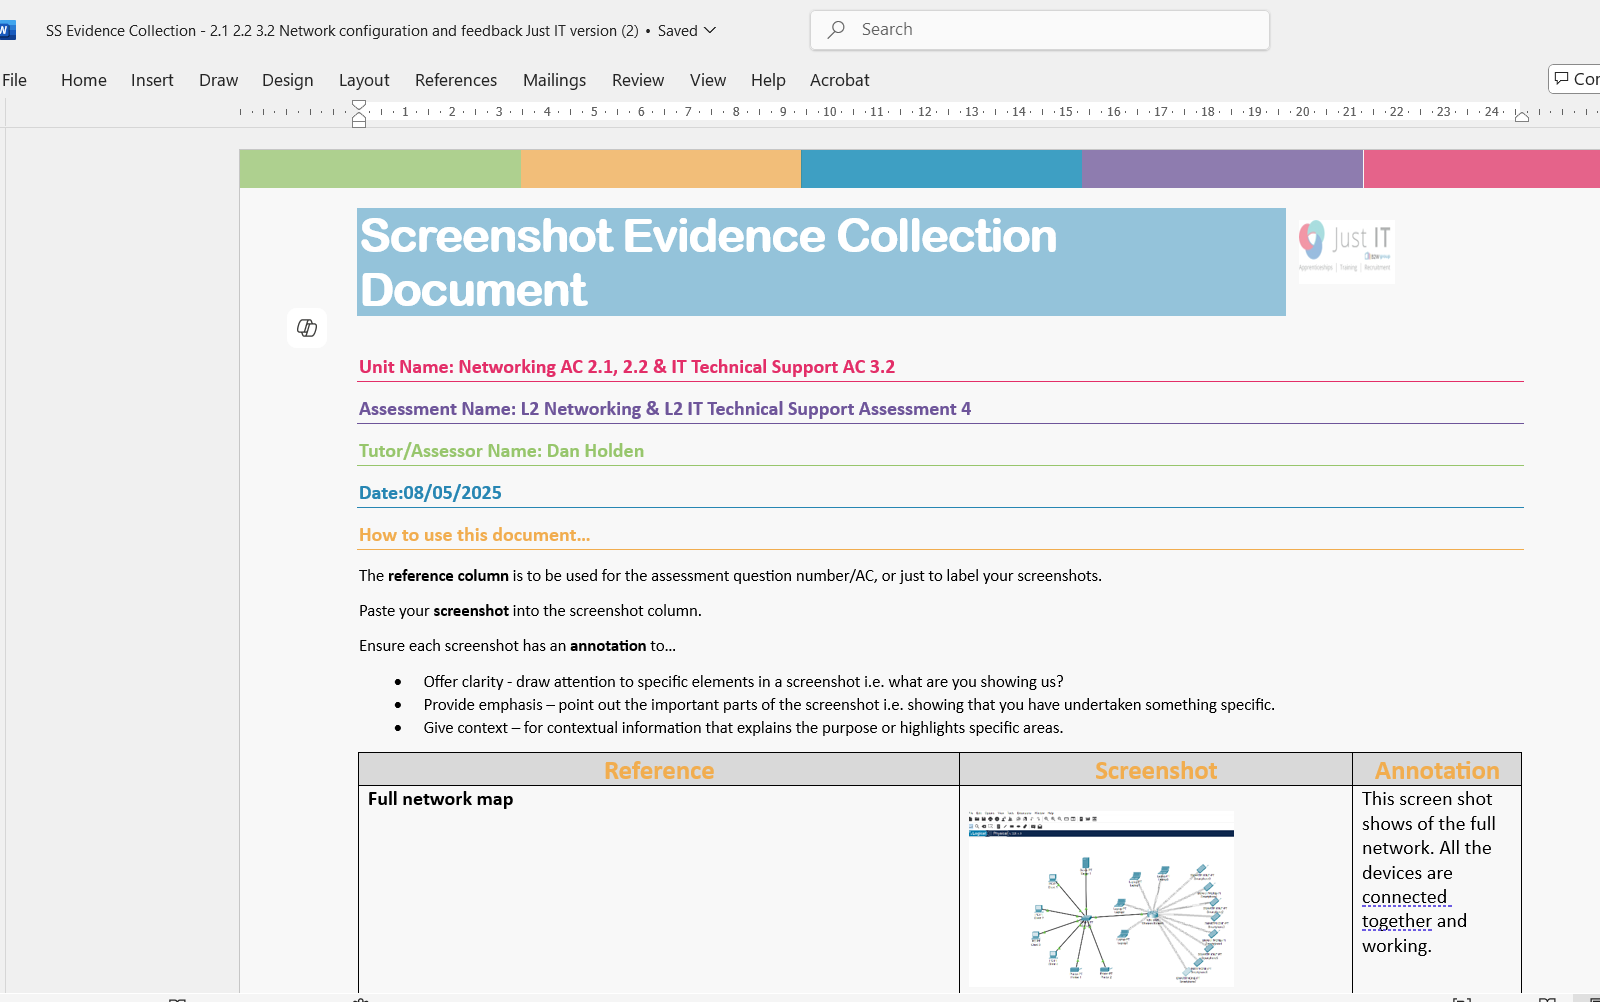 SS Evidence Collection - 2.1 2.2 3.2 Network configuration and feedback Just IT version (2) • Saved
Search
File Home Insert Draw Design Layout References Mailings Review View Help Acrobat
1 2 3 4 5 6 7 8 9 10 11 12 13 14 15 16 17 18 19 20 21 22 23 24
Screenshot Evidence Collection
Document
Just IT
Apprenticeships | Training | Recruitment
Unit Name: Networking AC 2.1, 2.2 & IT Technical Support AC 3.2
Assessment Name: L2 Networking & L2 IT Technical Support Assessment 4
Tutor/Assessor Name: Dan Holden
Date:08/05/2025
How to use this document...
The reference column is to be used for the assessment question number/AC, or just to label your screenshots.
Paste your screenshot into the screenshot column.
Ensure each screenshot has an annotation to...
• Offer clarity - draw attention to specific elements in a screenshot i.e. what are you showing us?
• Provide emphasis – point out the important parts of the screenshot i.e. showing that you have undertaken something specific.
• Give context – for contextual information that explains the purpose or highlights specific areas.
Reference Screenshot Annotation
Full network map
This screen shot
shows of the full
network. All the
devices are
connected
together and
working.